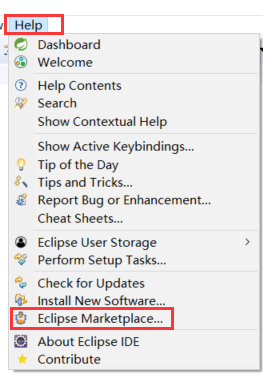 Help
Dashboard
Welcome
Help Contents
Search
Show Contextual Help
Show Active Keybindings...
Tip of the Day
Tips and Tricks...
Report Bug or Enhancement...
Cheat Sheets...
Eclipse User Storage
Perform Setup Tasks...
Check for Updates
Install New Software...
Eclipse Marketplace...
About Eclipse IDE
Contribute